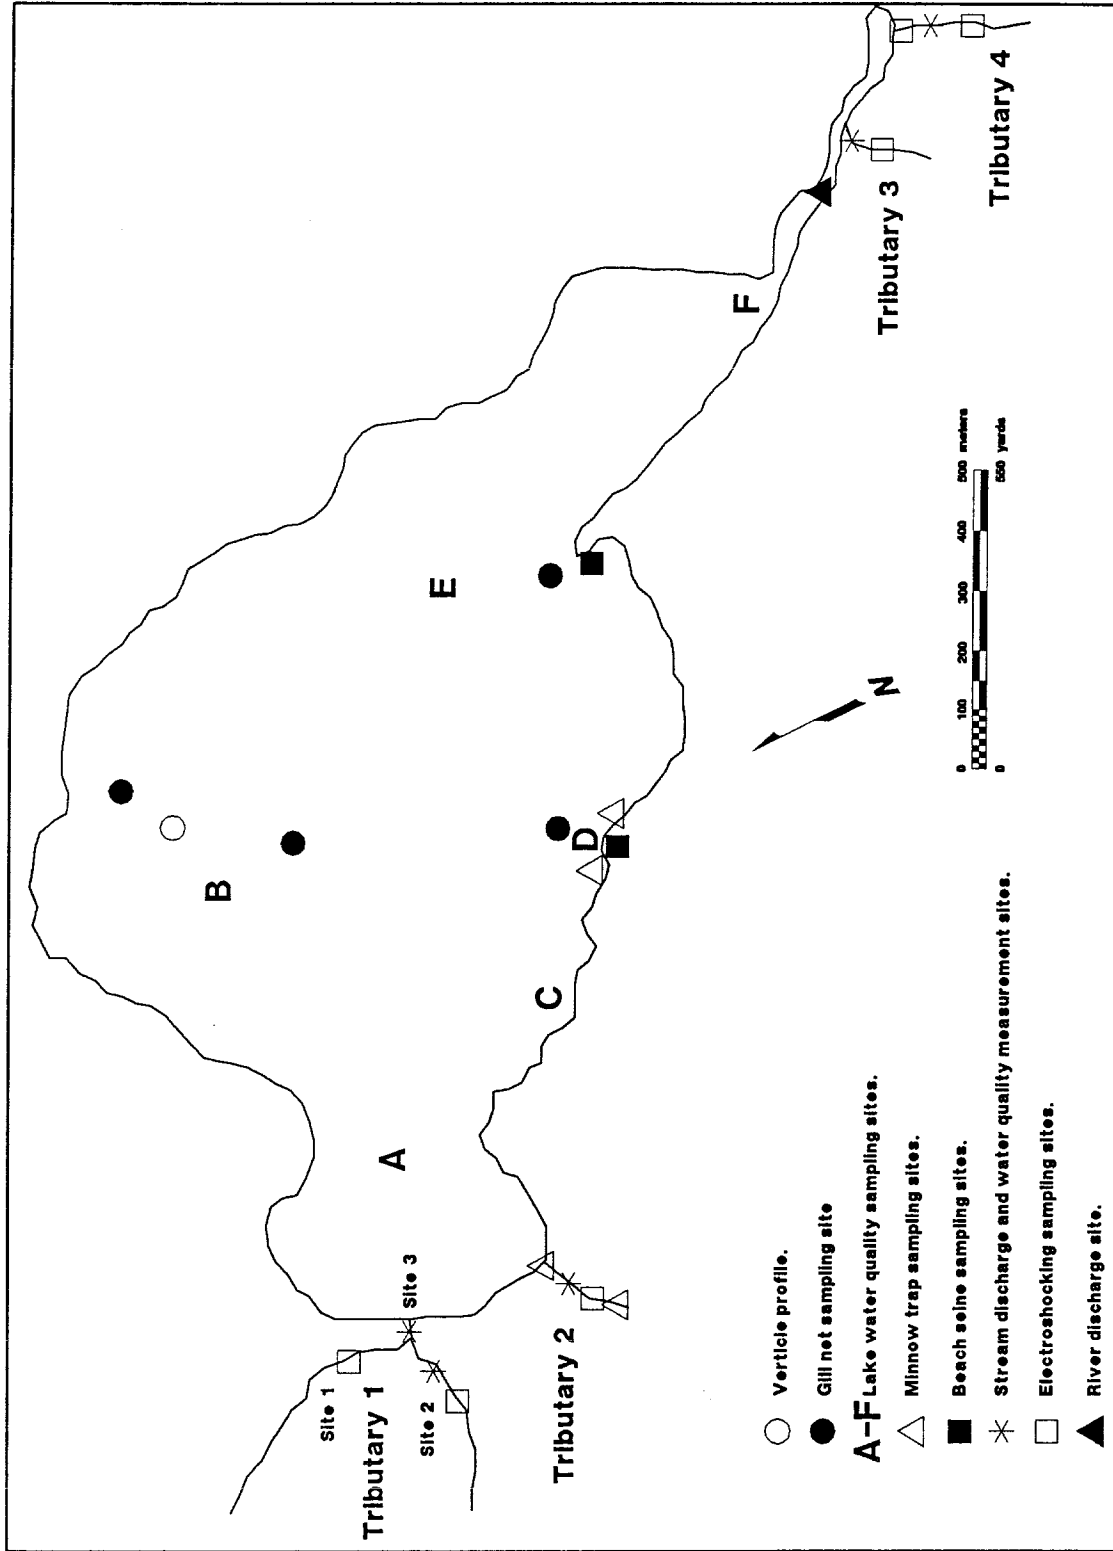 B
E
F
A
C
D
Site 1
Site 3
Tributary 1
Site 2
Tributary 2
Tributary 3
Tributary 4
N
0 100 200 300 400 500 meters
0 550 yards
Verticle profile.
Gill net sampling site
A-F Lake water quality sampling sites.
Minnow trap sampling sites.
Beach seine sampling sites.
Stream discharge and water quality measurement sites.
Electroshocking sampling sites.
River discharge site.